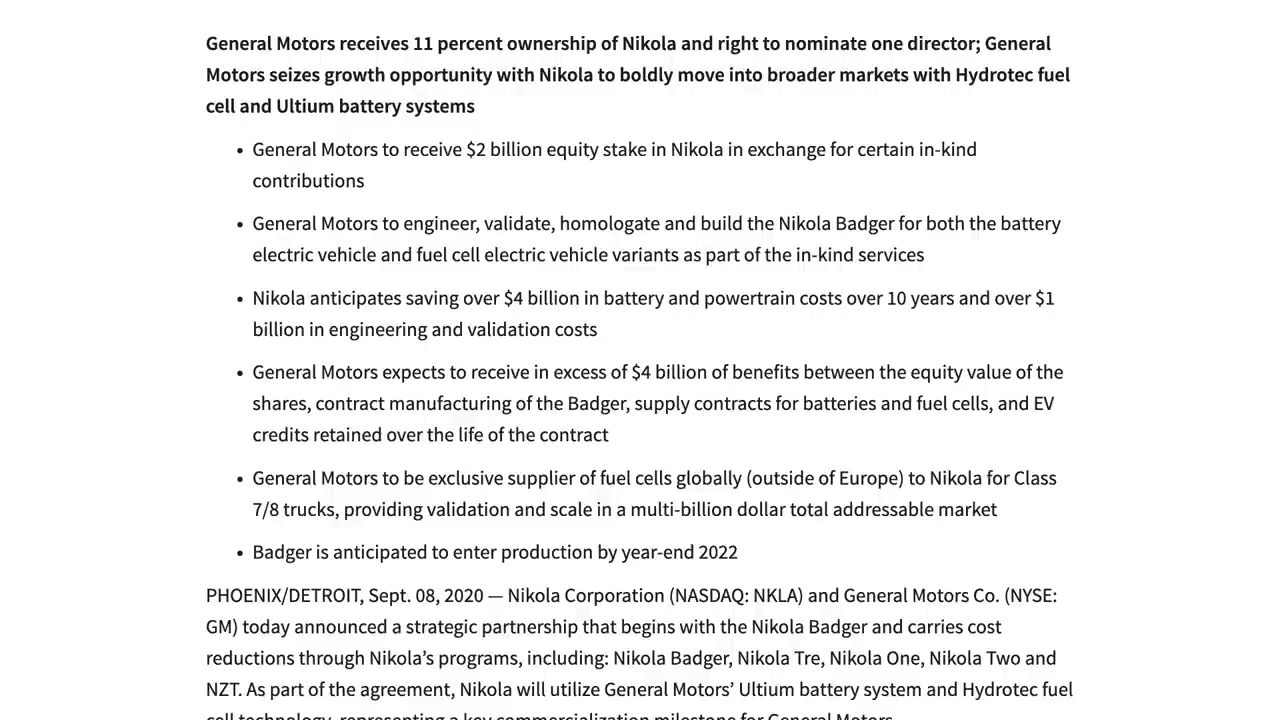 General Motors receives 11 percent ownership of Nikola and right to nominate one director; General
Motors seizes growth opportunity with Nikola to boldly move into broader markets with Hydrotec fuel
cell and Ultium battery systems
• General Motors to receive $2 billion equity stake in Nikola in exchange for certain in-kind
contributions
• General Motors to engineer, validate, homologate and build the Nikola Badger for both the battery
electric vehicle and fuel cell electric vehicle variants as part of the in-kind services
• Nikola anticipates saving over $4 billion in battery and powertrain costs over 10 years and over $1
billion in engineering and validation costs
• General Motors expects to receive in excess of $4 billion of benefits between the equity value of the
shares, contract manufacturing of the Badger, supply contracts for batteries and fuel cells, and EV
credits retained over the life of the contract
• General Motors to be exclusive supplier of fuel cells globally (outside of Europe) to Nikola for Class
7/8 trucks, providing validation and scale in a multi-billion dollar total addressable market
• Badger is anticipated to enter production by year-end 2022
PHOENIX/DETROIT, Sept. 08, 2020 — Nikola Corporation (NASDAQ: NKLA) and General Motors Co. (NYSE:
GM) today announced a strategic partnership that begins with the Nikola Badger and carries cost
reductions through Nikola’s programs, including: Nikola Badger, Nikola Tre, Nikola One, Nikola Two and
NZT. As part of the agreement, Nikola will utilize General Motors’ Ultium battery system and Hydrotec fuel
cell technology, representing a key commercialization milestone for General Motors.